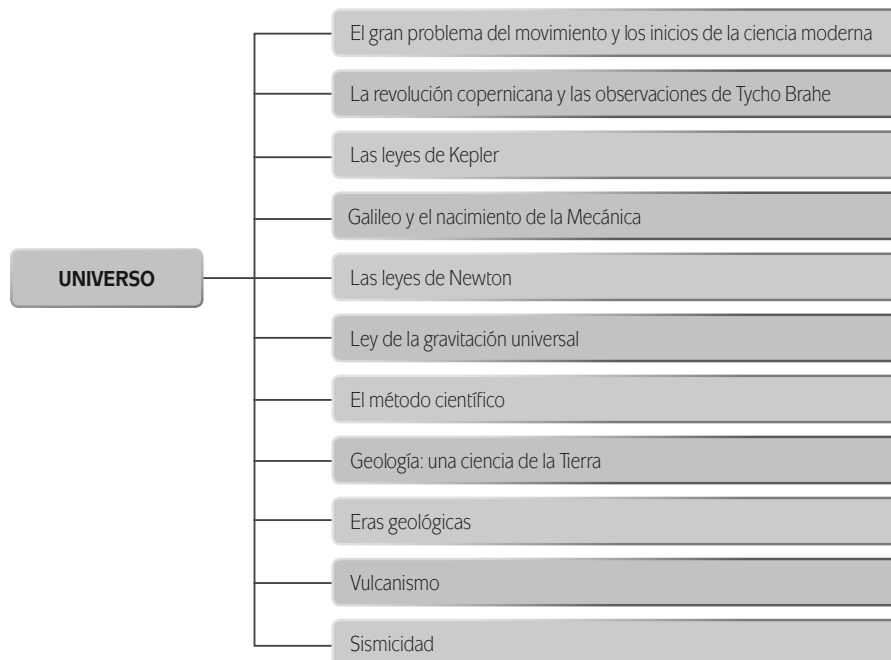 El gran problema del movimiento y los inicios de la ciencia moderna
La revolución copernicana y las observaciones de Tycho Brahe
Las leyes de Kepler
Galileo y el nacimiento de la Mecánica
UNIVERSO
Las leyes de Newton
Ley de la gravitación universal
El método científico
Geología: una ciencia de la Tierra
Eras geológicas
Vulcanismo
Sismicidad